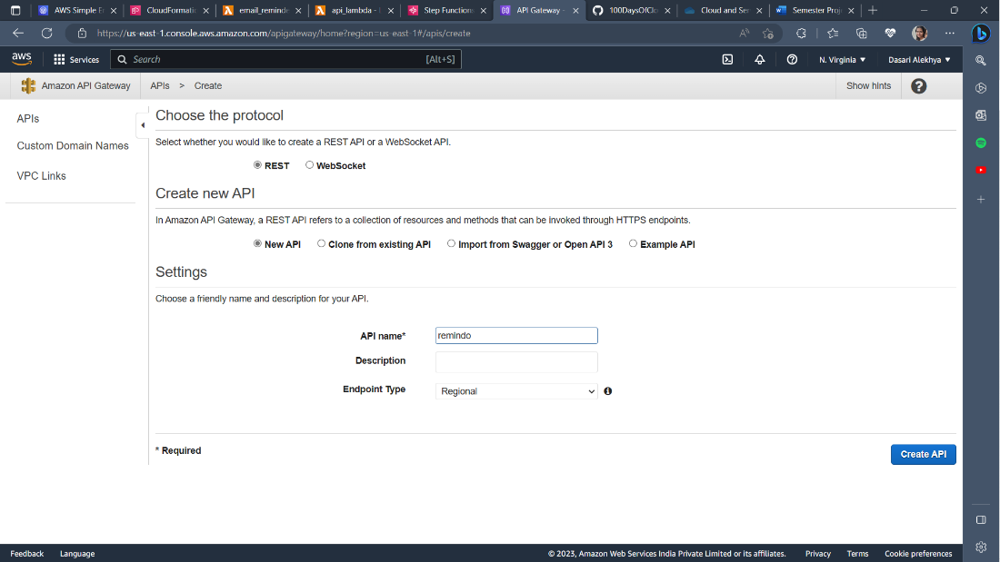 AWS Simple E
CloudFormatio
email_reminde
api_lambda -
Step Function
API Gateway -
100DaysOfClo
Cloud and Ser
Semester Proj
https://us-east-1.console.aws.amazon.com/apigateway/home?region=us-east-1#/apis/create
aws
Services
Search
[Alt+S]
N. Virginia
Dasari Alekhya
Amazon API Gateway
APIs > Create
Show hints
APIs
Custom Domain Names
VPC Links
Choose the protocol
Select whether you would like to create a REST API or a WebSocket API.
REST WebSocket
Create new API
In Amazon API Gateway, a REST API refers to a collection of resources and methods that can be invoked through HTTPS endpoints.
New API Clone from existing API Import from Swagger or Open API 3 Example API
Settings
Choose a friendly name and description for your API.
API name* remindo
Description
Endpoint Type Regional
* Required
Create API
Feedback Language © 2023, Amazon Web Services India Private Limited or its affiliates. Privacy Terms Cookie preferences